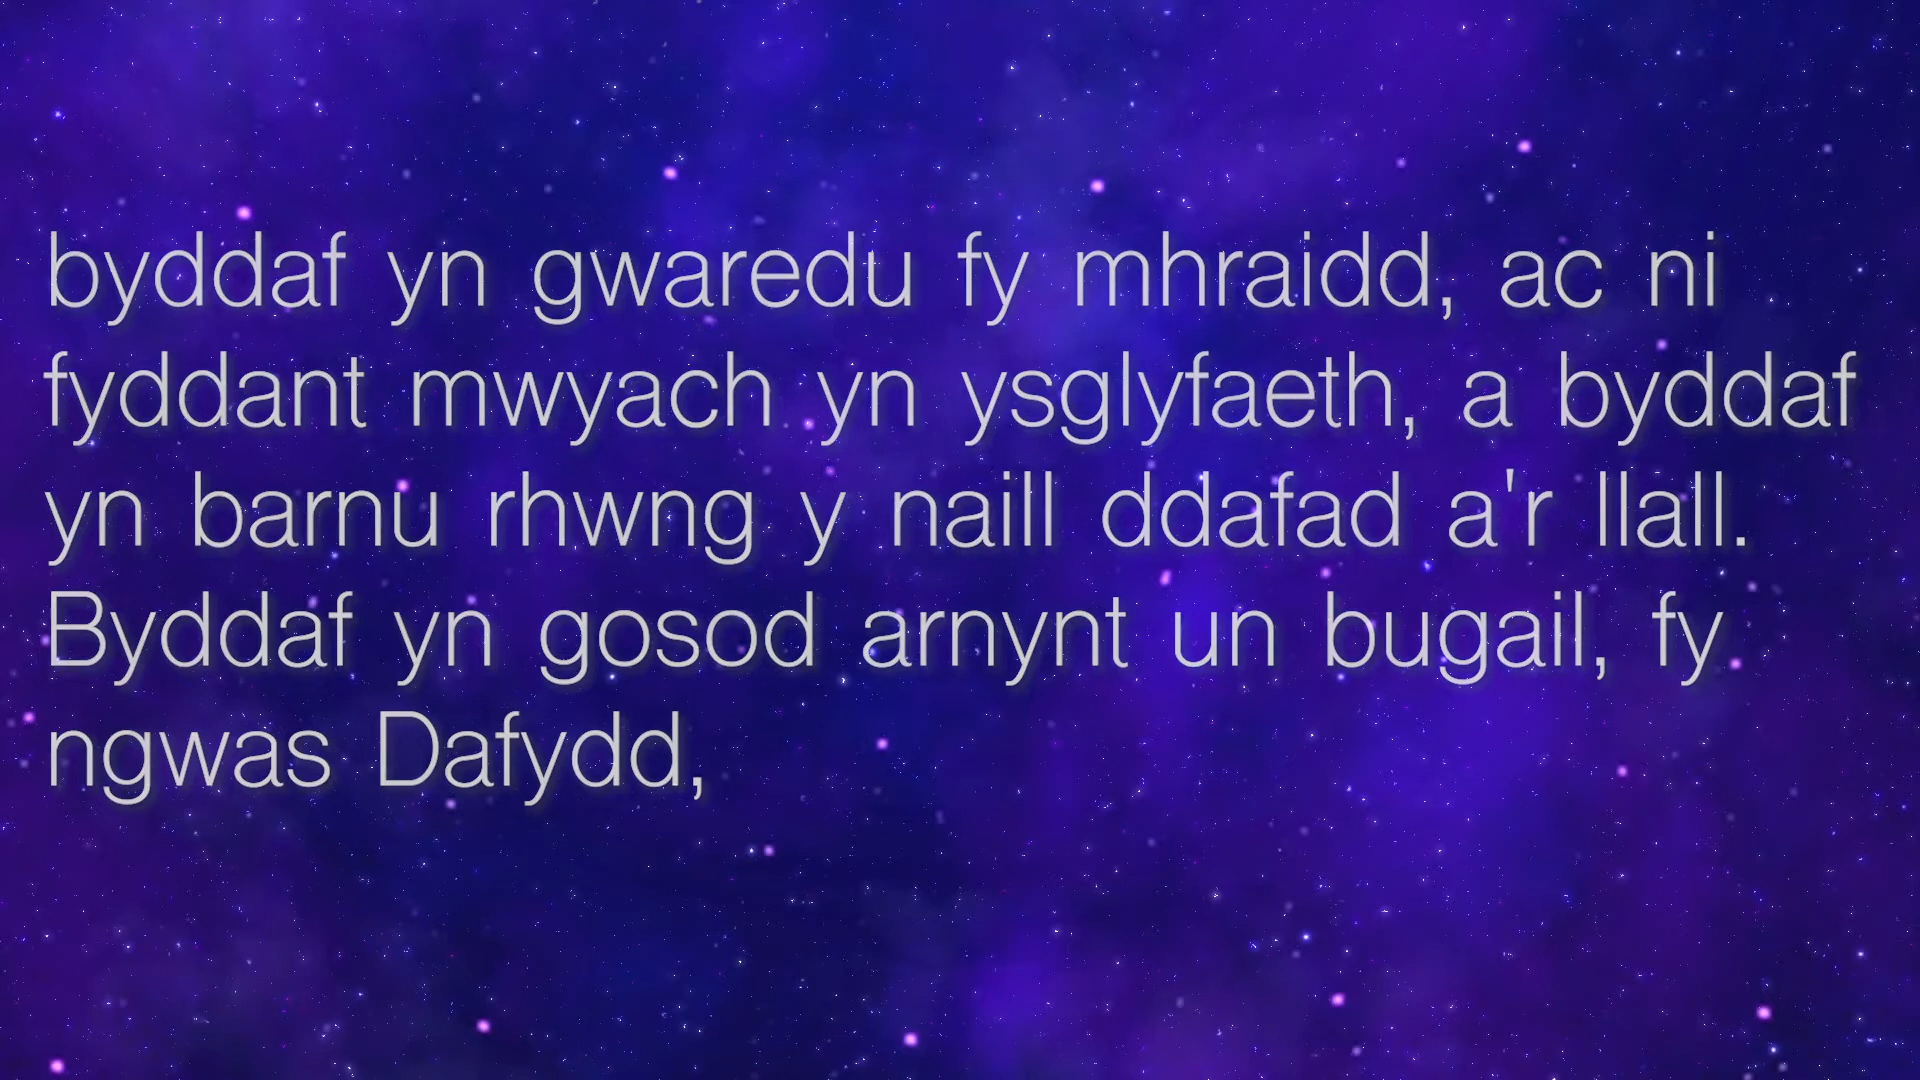 byddaf yn gwaredu fy mhraidd, ac ni
fyddant mwyach yn ysglyfaeth, a byddaf
yn barnu rhwng y naill ddafad a'r llall.
Byddaf yn gosod arnynt un bugail, fy
ngwas Dafydd,